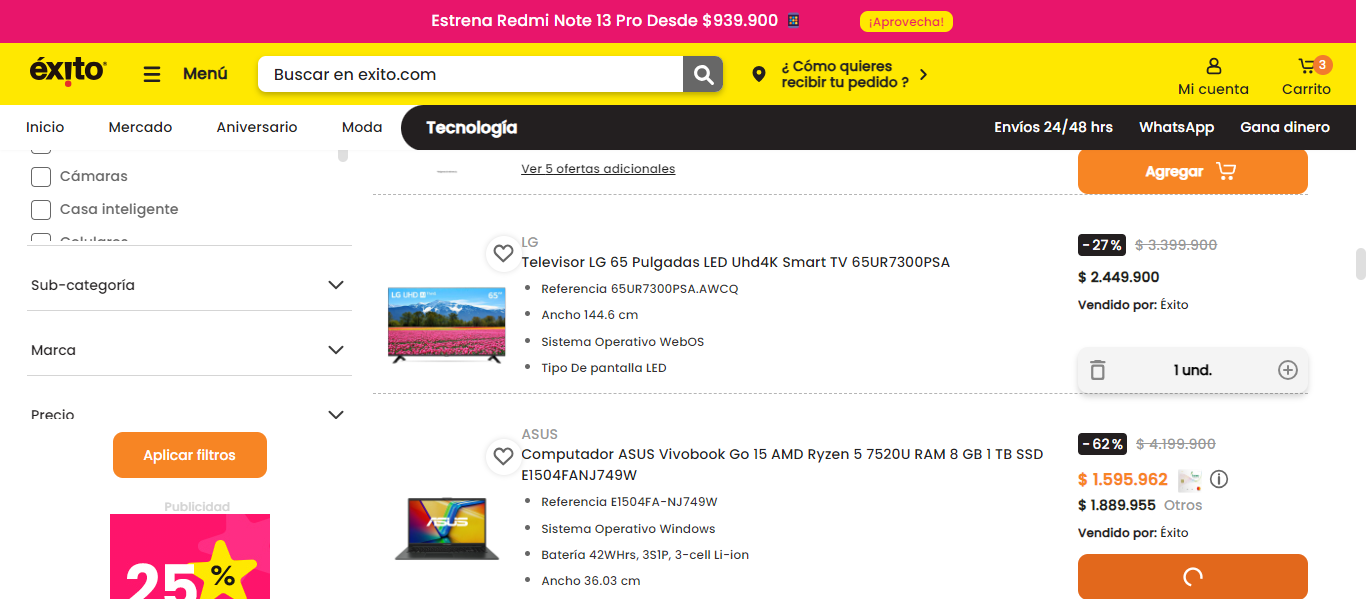 Estrena Redmi Note 13 Pro Desde $939.900
¡Aprovecha!
éxito
Menú
Buscar en exito.com
¿ Cómo quieres
recibir tu pedido ?
Mi cuenta
3
Carrito
Inicio
Mercado
Aniversario
Moda
Tecnología
Envíos 24/48 hrs
WhatsApp
Gana dinero
Cámaras
Casa inteligente
Celulares
Sub-categoría
Marca
Precio
Aplicar filtros
Publicidad
25 %
Ver 5 ofertas adicionales
Agregar
LG
Televisor LG 65 Pulgadas LED Uhd4K Smart TV 65UR7300PSA
Referencia 65UR7300PSA.AWCQ
Ancho 144.6 cm
Sistema Operativo WebOS
Tipo De pantalla LED
LG UHD
65"
-27% $ 3.399.900
$ 2.449.900
Vendido por: Éxito
1 und.
ASUS
Computador ASUS Vivobook Go 15 AMD Ryzen 5 7520U RAM 8 GB 1 TB SSD
E1504FANJ749W
Referencia E1504FA-NJ749W
Sistema Operativo Windows
Batería 42WHrs, 3S1P, 3-cell Li-ion
Ancho 36.03 cm
ASUS
-62% $ 4.199.900
$ 1.595.962
$ 1.889.955 Otros
Vendido por: Éxito